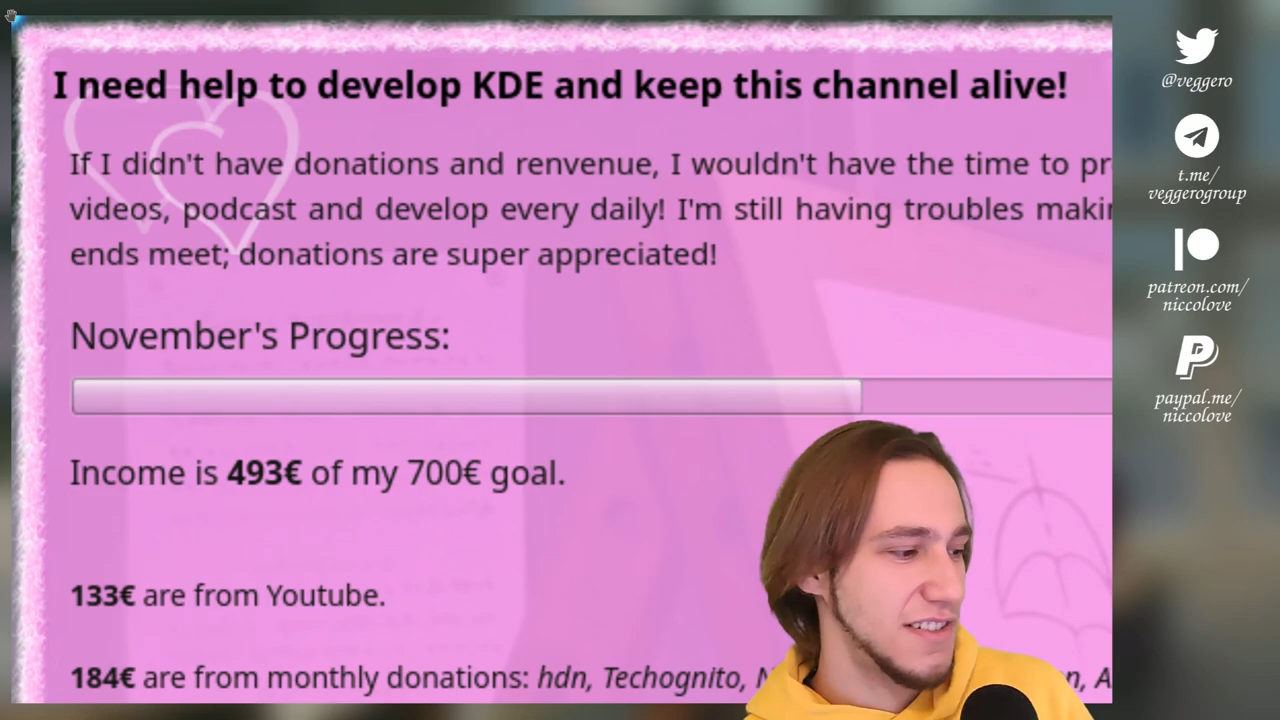 I need help to develop KDE and keep this channel alive!
If I didn't have donations and renvenue, I wouldn't have the time to
videos, podcast and develop every daily! I'm still having troubles
ends meet; donations are super appreciated!
November's Progress:
Income is 493€ of my 700€ goal.
133€ are from Youtube.
184€ are from monthly donations: hdn, Techognito,
@veggero
t.me/
veggerogroup
patreon.com/
niccolove
paypal.me/
niccolove